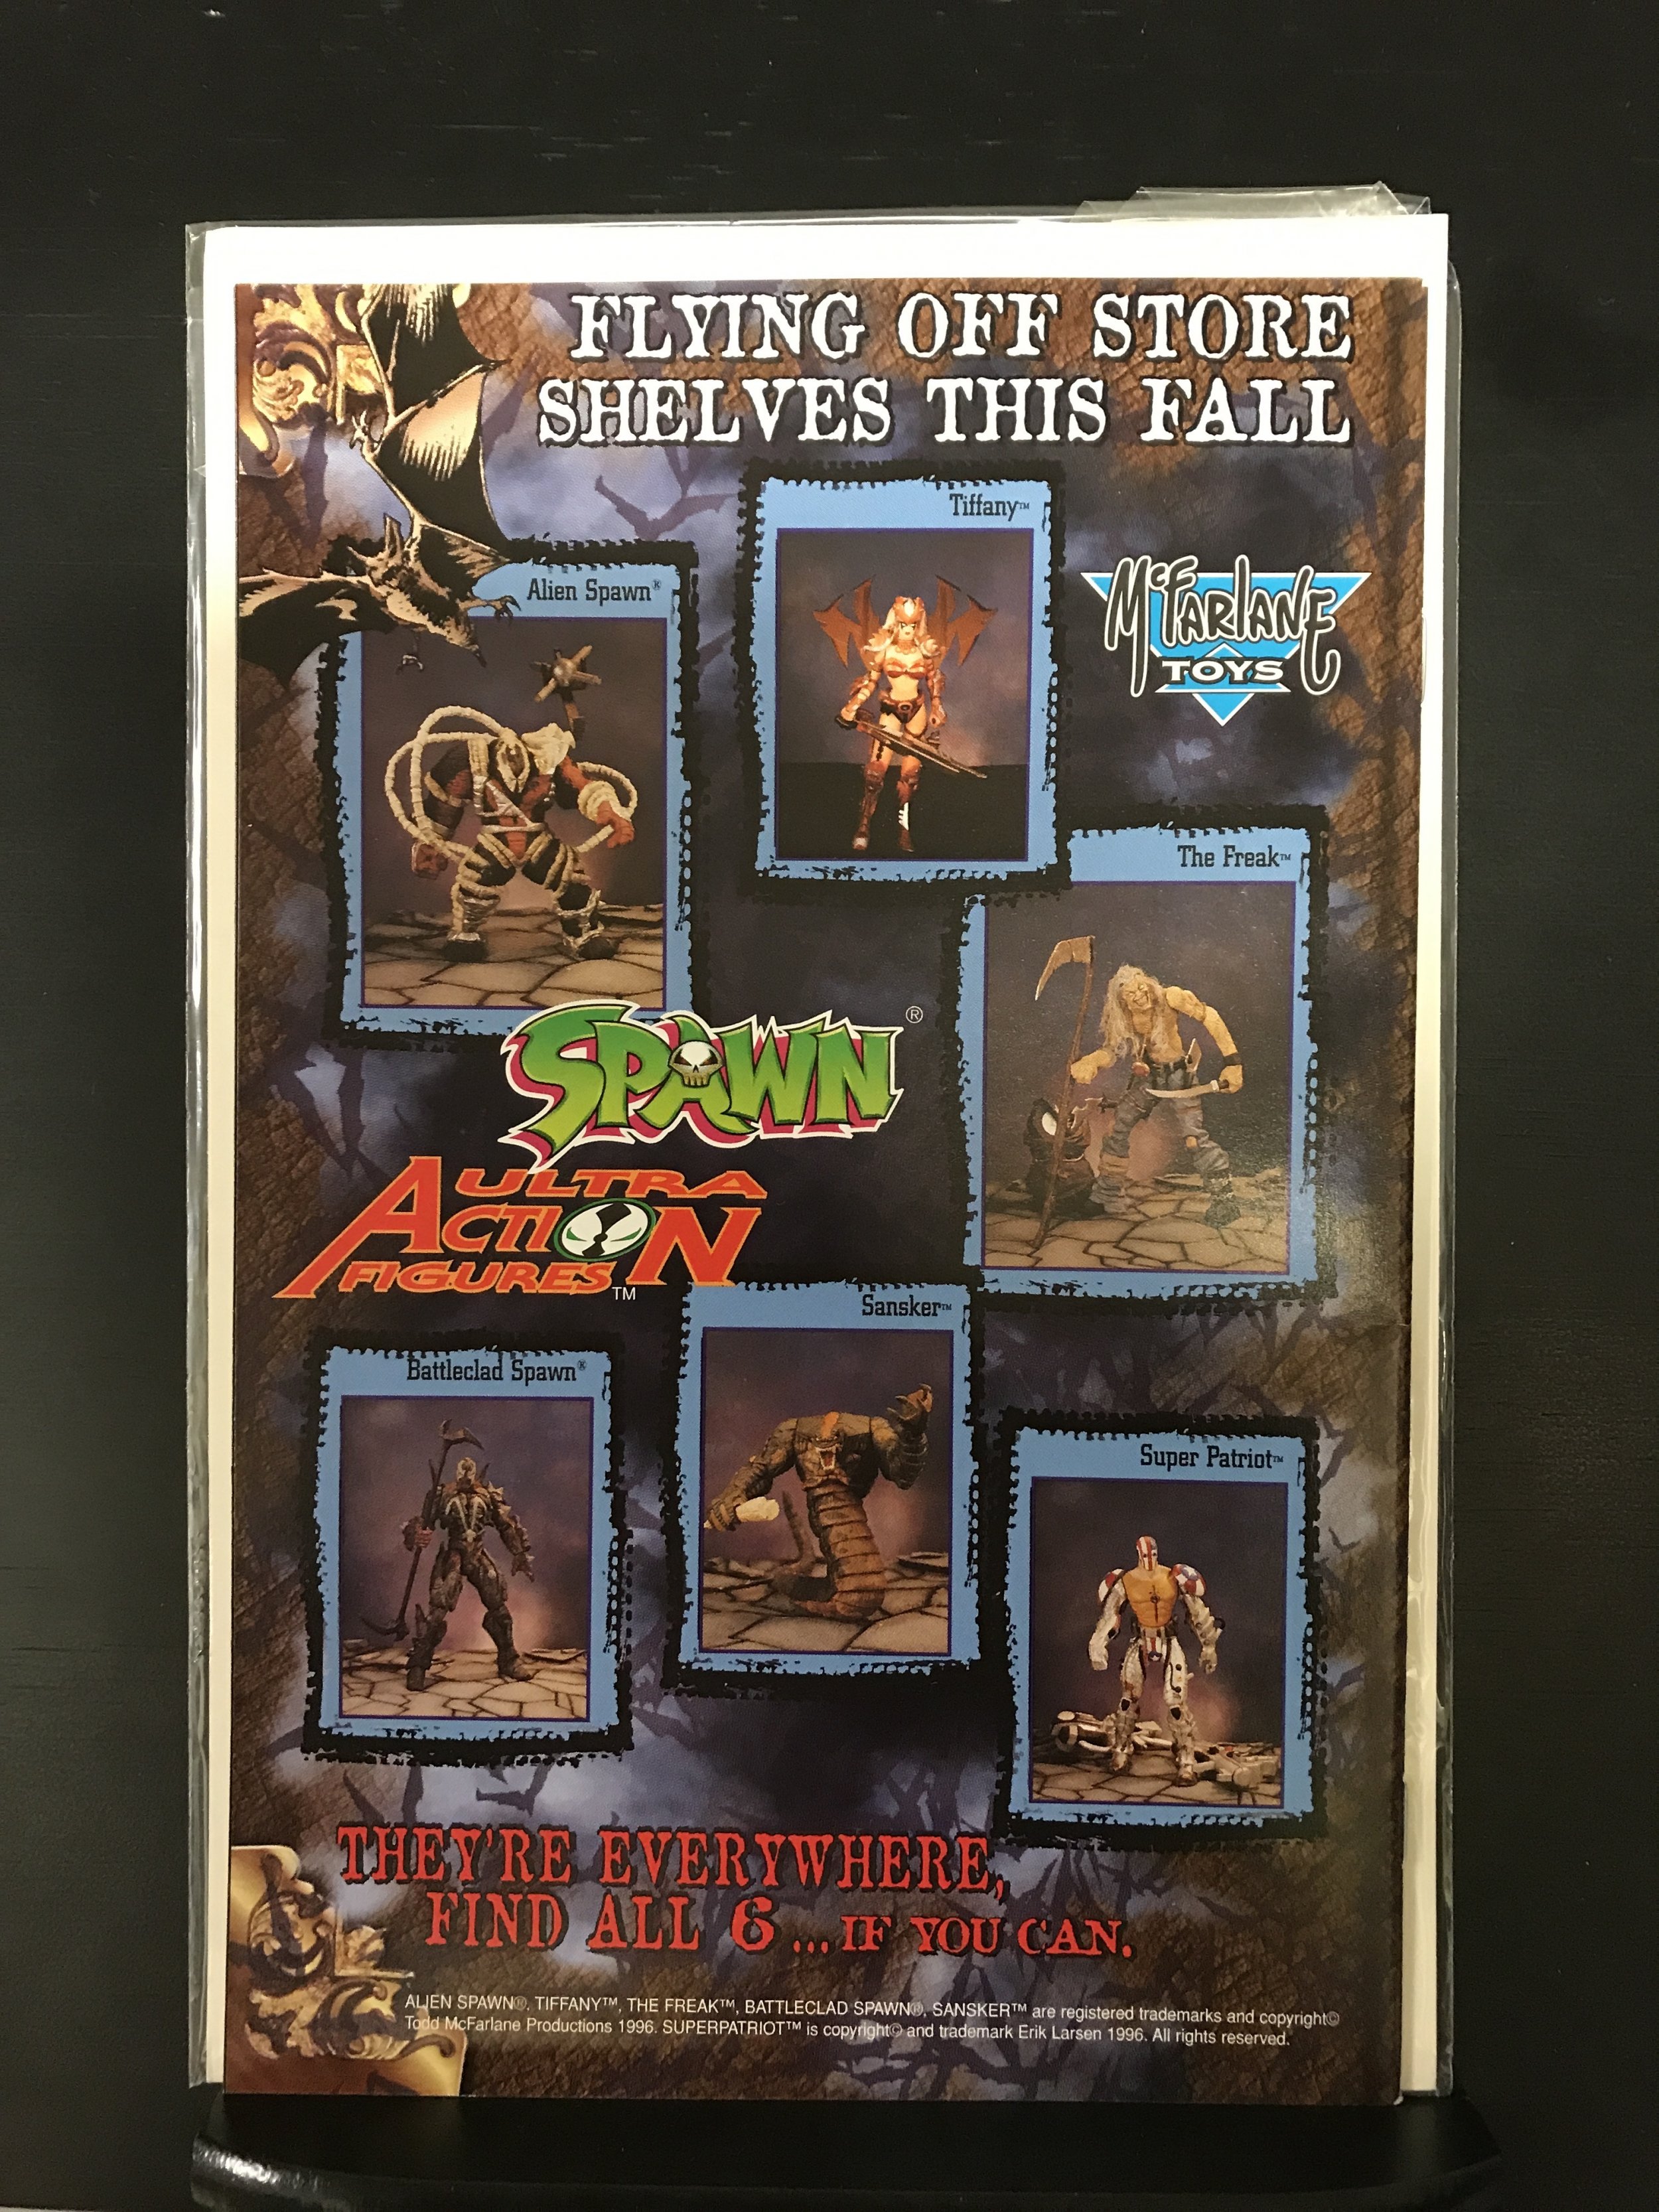 FLYING OFF STORE
SHELVES THIS FALL
Tiffany™
Alien Spawn®
McFARLANE
TOYS
The Freak™
SPAWN®
ULTRA
ACTION
FIGURES™
Sansker™
Battleclad Spawn®
Super Patriot™
THEY'RE EVERYWHERE,
FIND ALL 6 ... IF YOU CAN.
ALIEN SPAWN®, TIFFANY™, THE FREAK™, BATTLECLAD SPAWN®, SANSKER™ are registered trademarks and copyright©
Todd McFarlane Productions 1996. SUPERPATRIOT™ is copyright© and trademark Erik Larsen 1996. All rights reserved.